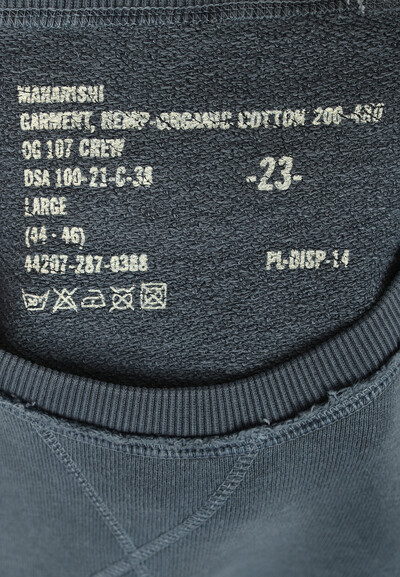 MAHARISHI
GARMENT, HEMP-ORGANIC COTTON 200-480
OG 107 CREW
DSA 100-21-C-38
-23-
LARGE
(44 - 46)
44207-287-0388
PL-DISP-14
30°